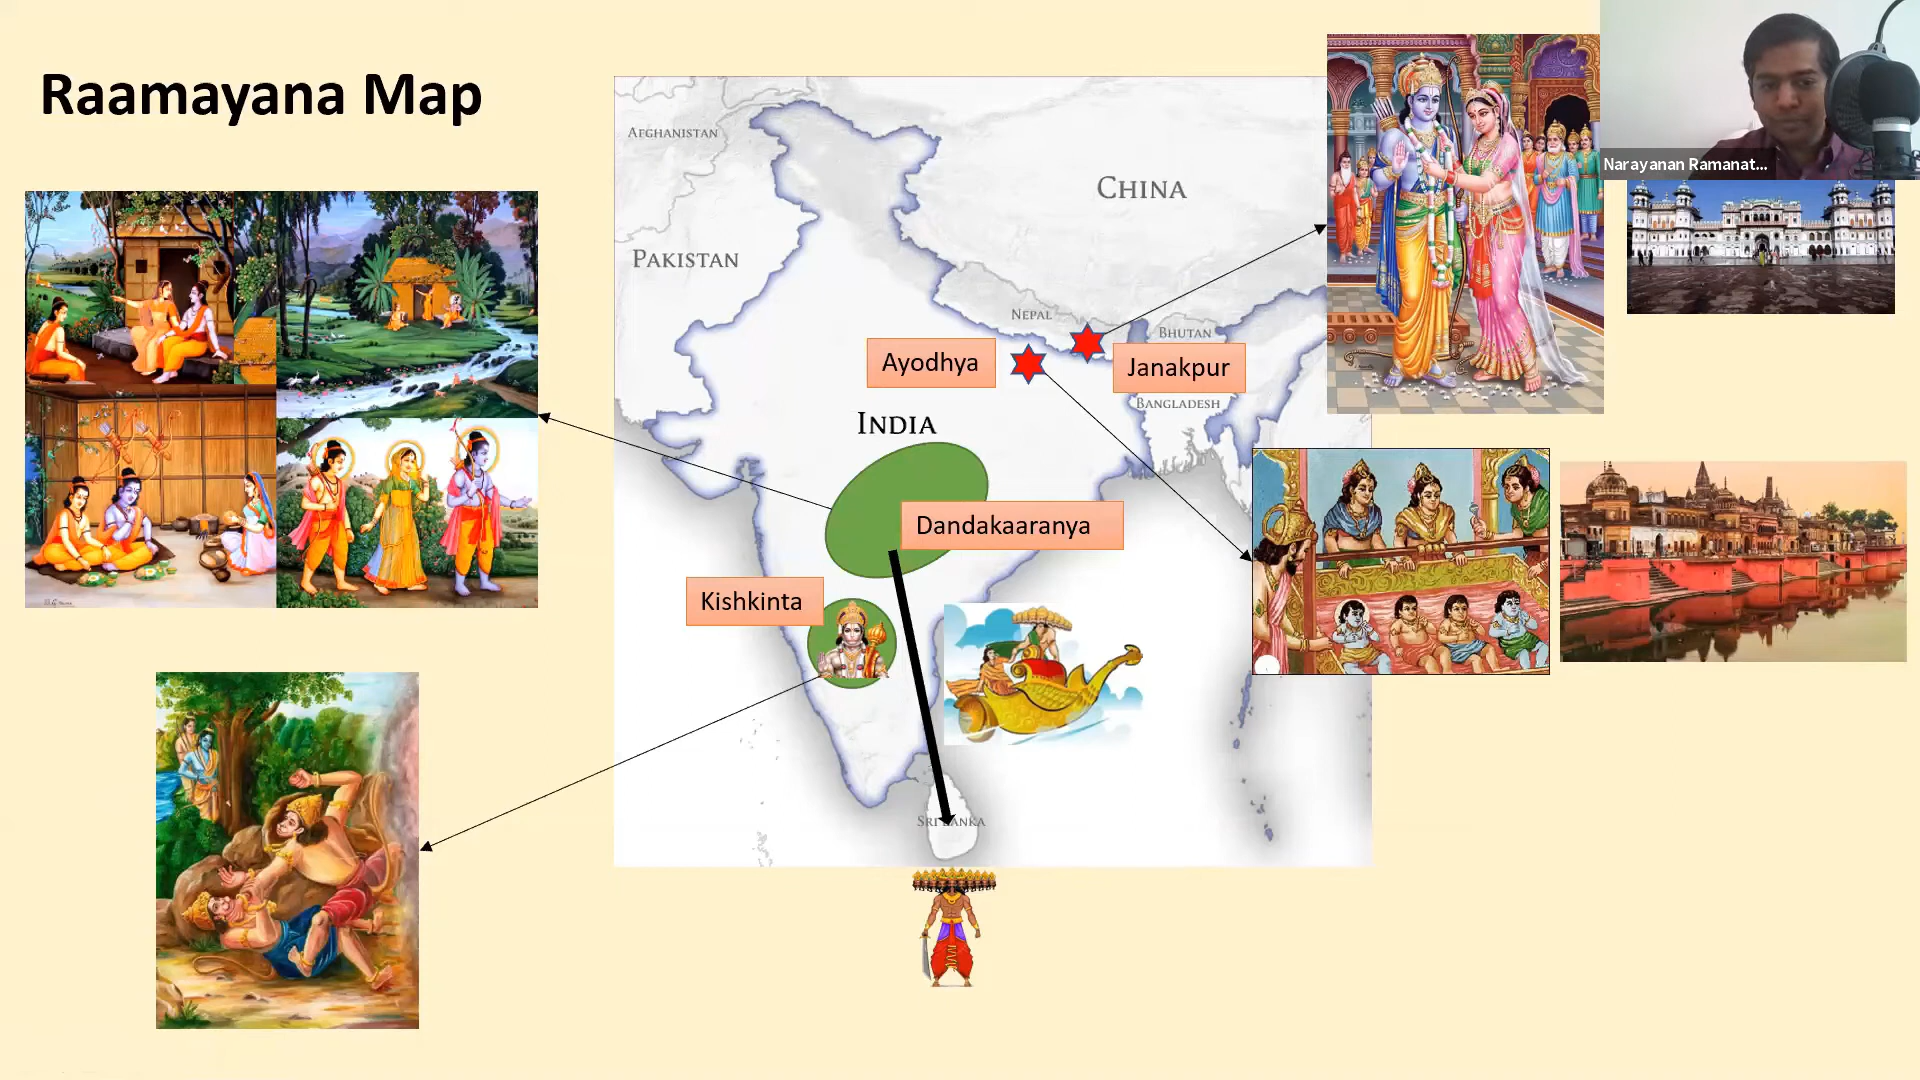 Raamayana Map
Narayanan Ramanat...
AFGHANISTAN
CHINA
PAKISTAN
NEPAL
BHUTAN
Ayodhya
Janakpur
BANGLADESH
INDIA
Dandakaaranya
Kishkinta
SRI LANKA